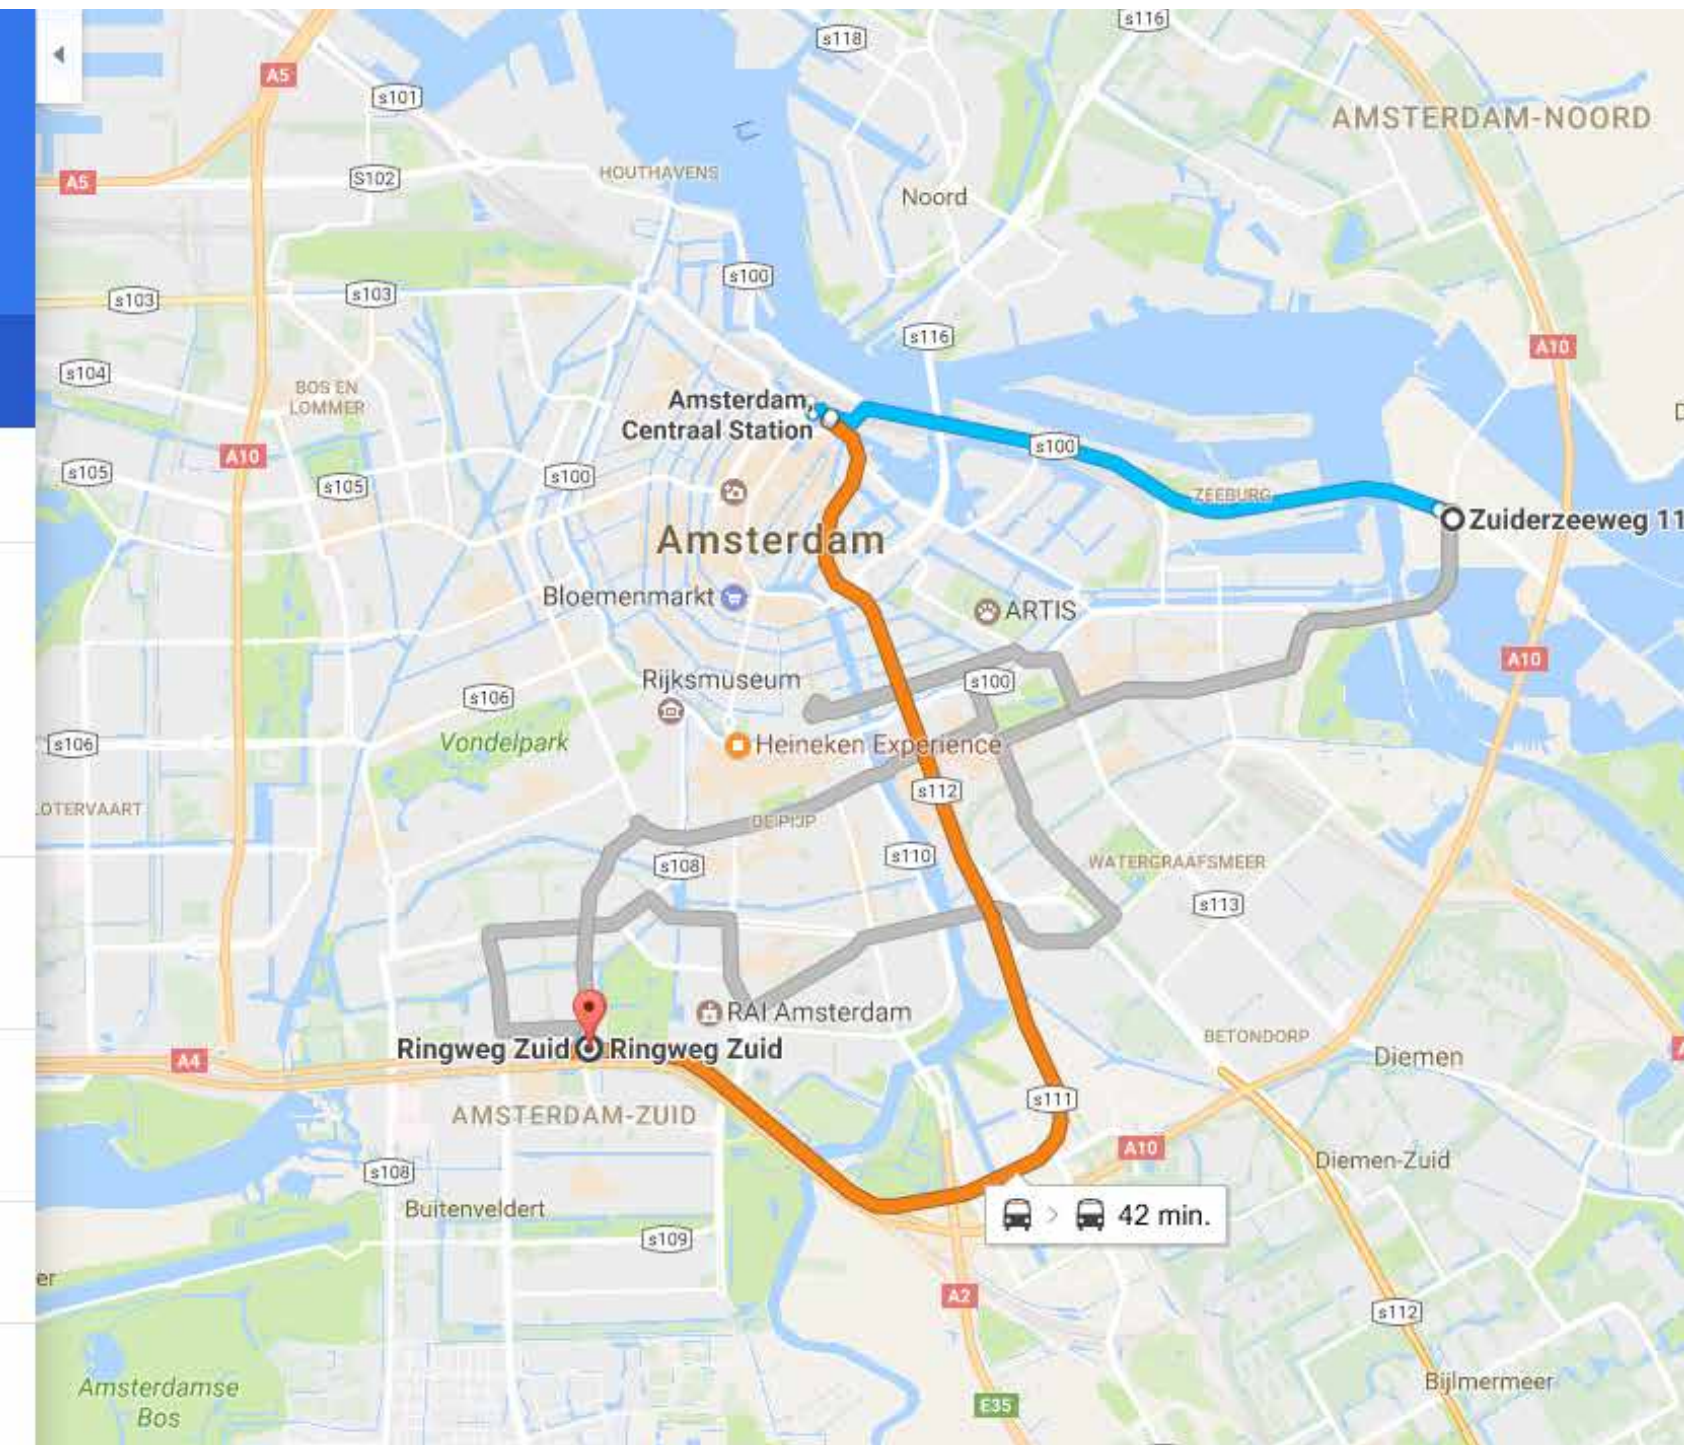 s116
s118
A5
s101
AMSTERDAM-NOORD
A5
S102
HOUTHAVENS
Noord
s100
s103
s103
s116
A10
s104
BOS EN
LOMMER
Amsterdam,
Centraal Station
D
s100
A10
s105
s105
s100
ZEEBURG
Zuiderzeeweg 11
Amsterdam
Bloemenmarkt
ARTIS
A10
Rijksmuseum
s100
s106
s106
Vondelpark
Heineken Experience
s112
LOTERVAART
DE PIJP
s108
s110
WATERGRAAFSMEER
s113
RAI Amsterdam
BETONDORP
Ringweg Zuid
Ringweg Zuid
A4
Diemen
s111
AMSTERDAM-ZUID
A10
Diemen-Zuid
s108
Buitenveldert
> 42 min.
s109
er
A2
s112
Amsterdamse
Bos
E35
Bijlmermeer